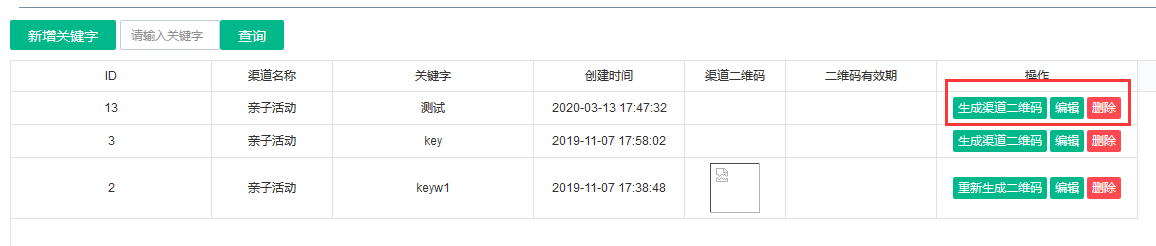 新增关键字 请输入关键字 查询
ID 渠道名称 关键字 创建时间 渠道二维码 二维码有效期 操作
13 亲子活动 测试 2020-03-13 17:47:32 生成渠道二维码 编辑 删除
3 亲子活动 key 2019-11-07 17:58:02 生成渠道二维码 编辑 删除
2 亲子活动 keyw1 2019-11-07 17:38:48 重新生成二维码 编辑 删除